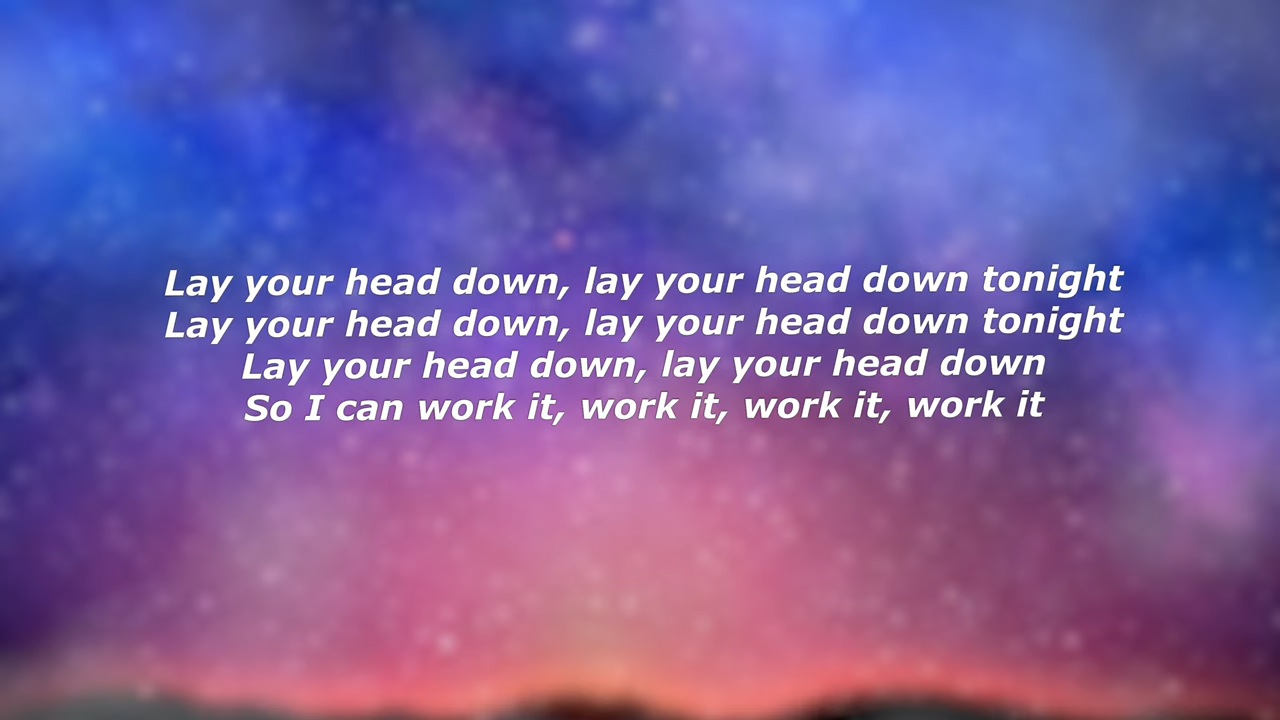 Lay your head down, lay your head down tonight
Lay your head down, lay your head down tonight
Lay your head down, lay your head down
So I can work it, work it, work it, work it